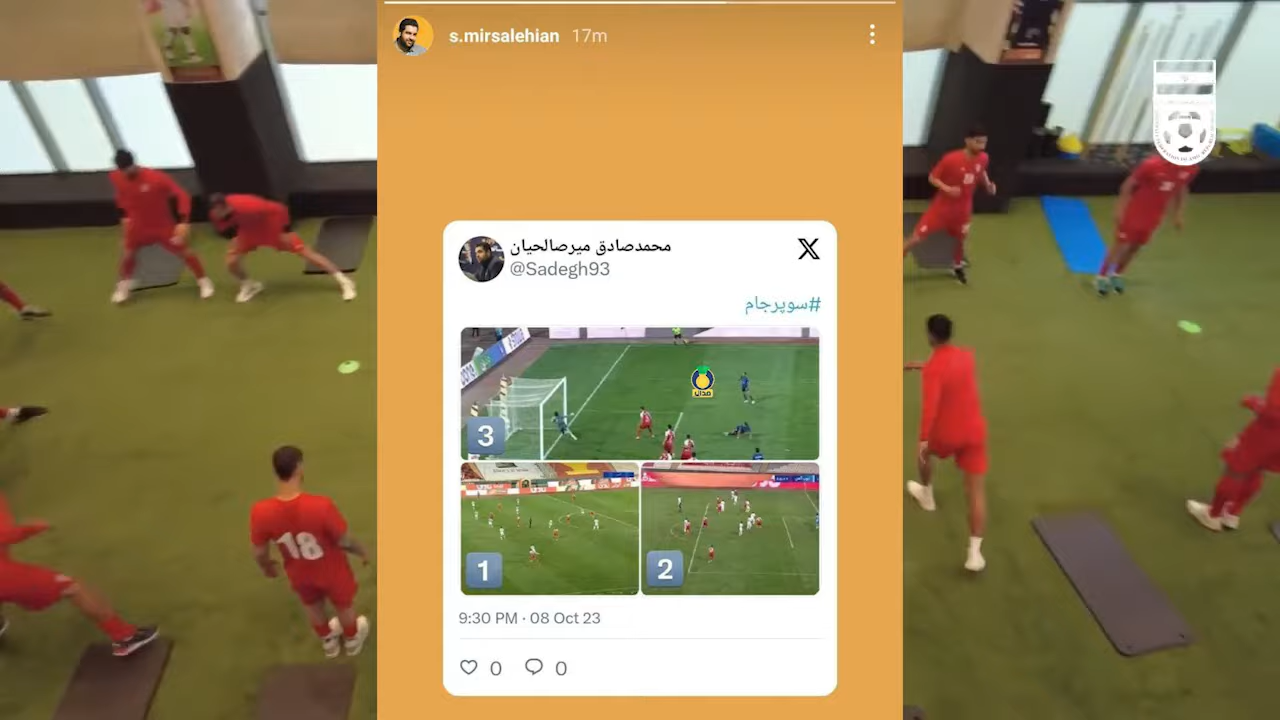 s.mirsalehian 17m
محمدصادق میرصالحیان
@Sadegh93
#سوپرجام
3
1
2
9:30 PM · 08 Oct 23
0 0
18